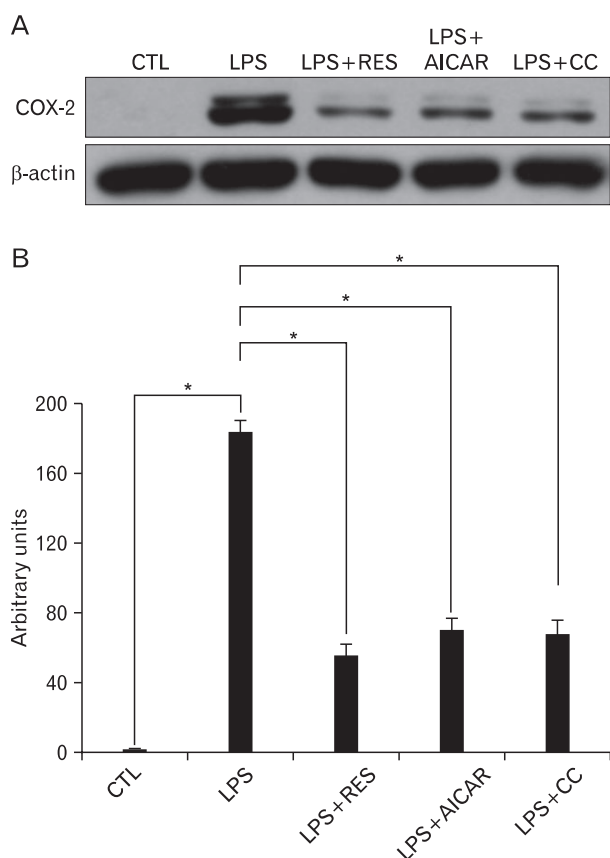 A
CTL LPS LPS+RES LPS+
AICAR LPS+CC
COX-2
β-actin
B
*
*
*
*
200
160
120
80
40
0
Arbitrary units
CTL
LPS
LPS+RES
LPS+AICAR
LPS+CC